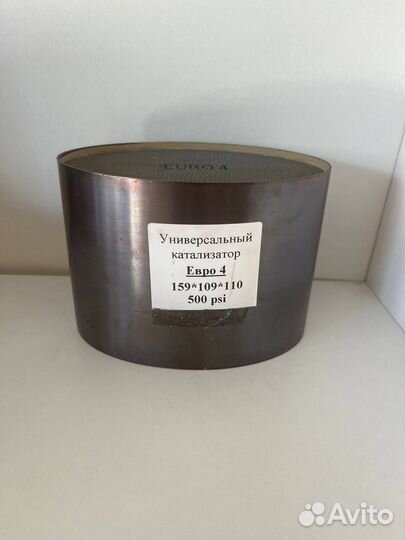 EURO 4
Универсальный
катализатор
Евро 4
159*109*110
500 psi
Avito